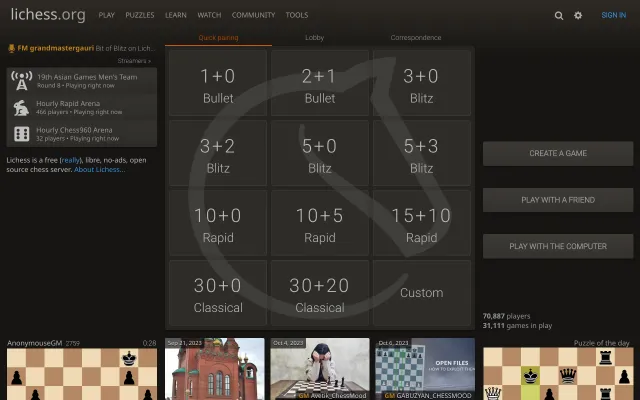 lichess.org PLAY PUZZLES LEARN WATCH COMMUNITY TOOLS SIGN IN
FM grandmastergauri Bit of Blitz on Lich...
Streamers »
19th Asian Games Men's Team
Round 8 • Playing right now
Hourly Rapid Arena
466 players • Playing right now
Hourly Chess960 Arena
32 players • Playing right now
Lichess is a free (really), libre, no-ads, open
source chess server. About Lichess...
Quick pairing Lobby Correspondence
1+0
Bullet
2+1
Bullet
3+0
Blitz
3+2
Blitz
5+0
Blitz
5+3
Blitz
10+0
Rapid
10+5
Rapid
15+10
Rapid
30+0
Classical
30+20
Classical
Custom
CREATE A GAME
PLAY WITH A FRIEND
PLAY WITH THE COMPUTER
70,887 players
31,111 games in play
AnonymouseGM 2759 0:28
Sep 21, 2023
Oct 4, 2023
GM Avetik_ChessMood
Oct 6, 2023
OPEN FILES
HOW TO EXPLOIT
GM GABUZYAN_CHESSMOOD
Puzzle of the day